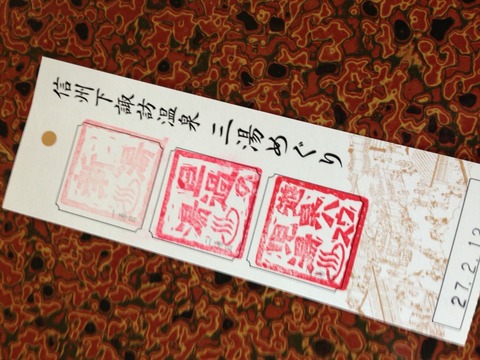 信州下諏訪温泉 三湯めぐり
新湯
旦過の湯
遊泉ハウス児湯
27.2.13